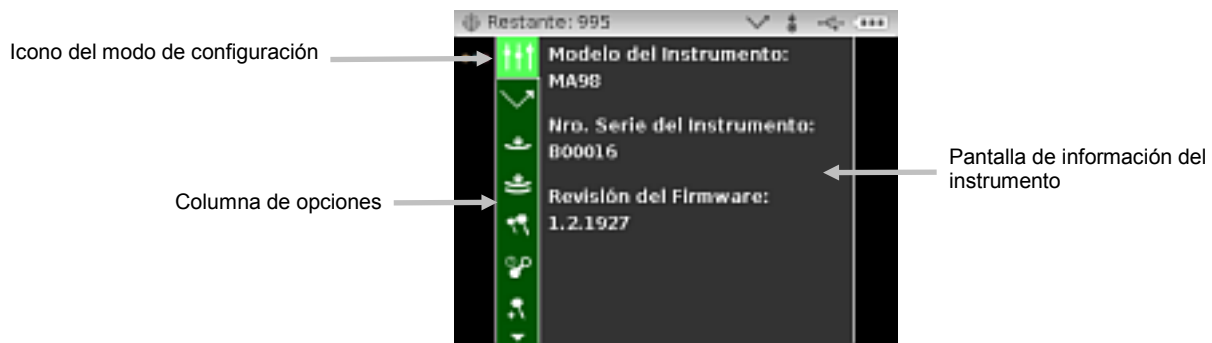 Restante: 995
Icono del modo de configuración
Modelo del Instrumento:
MA98
Nro. Serie del Instrumento:
B00016
Pantalla de información del
instrumento
Columna de opciones
Revisión del Firmware:
1.2.1927